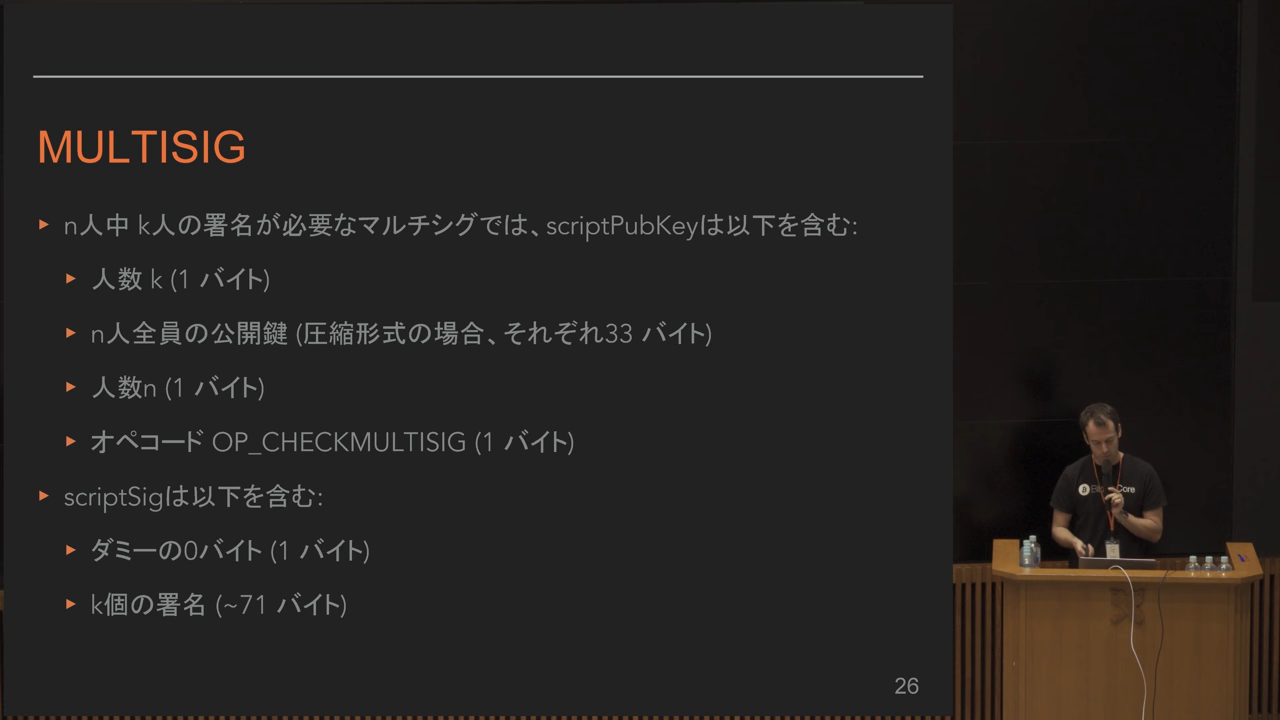 MULTISIG
n人中 k人の署名が必要なマルチシグでは、scriptPubKeyは以下を含む:
人数 k (1 バイト)
n人全員の公開鍵 (圧縮形式の場合、それぞれ33 バイト)
人数n (1 バイト)
オペコード OP_CHECKMULTISIG (1 バイト)
scriptSigは以下を含む:
ダミーの0バイト (1 バイト)
k個の署名 (~71 バイト)
26
Core